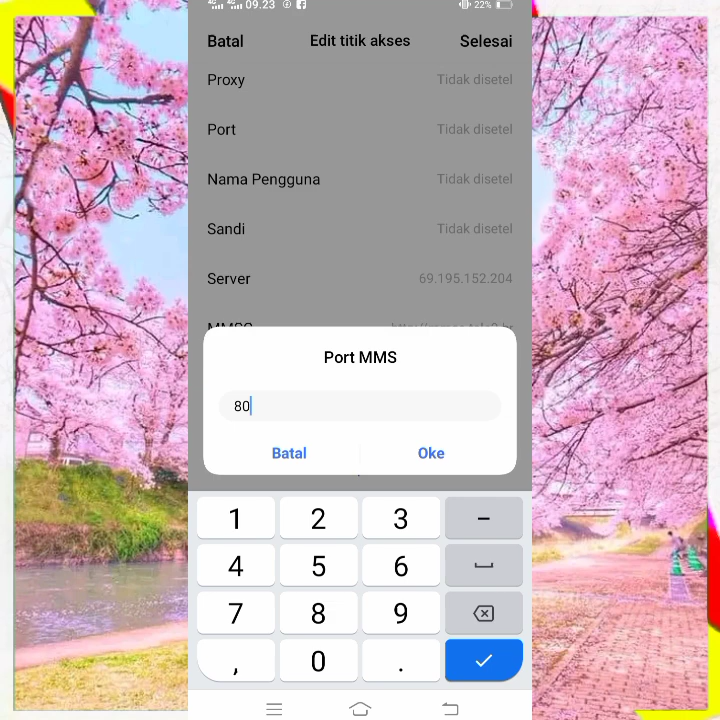 4G 4G 09.23 22%
Batal Edit titik akses Selesai
Proxy Tidak disetel
Port Tidak disetel
Nama Pengguna Tidak disetel
Sandi Tidak disetel
Server 69.195.152.204
Port MMS
80
Batal Oke
1 2 3 -
4 5 6
7 8 9
, 0 .